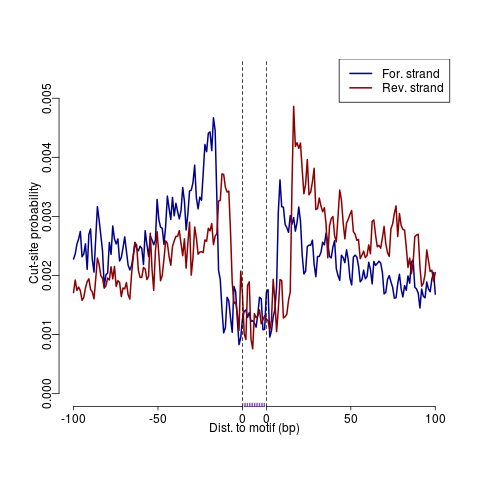 For. strand
Rev. strand
Cut-site probability
0.005
0.004
0.003
0.002
0.001
0.000
-100 -50 0 0 50 100
Dist. to motif (bp)